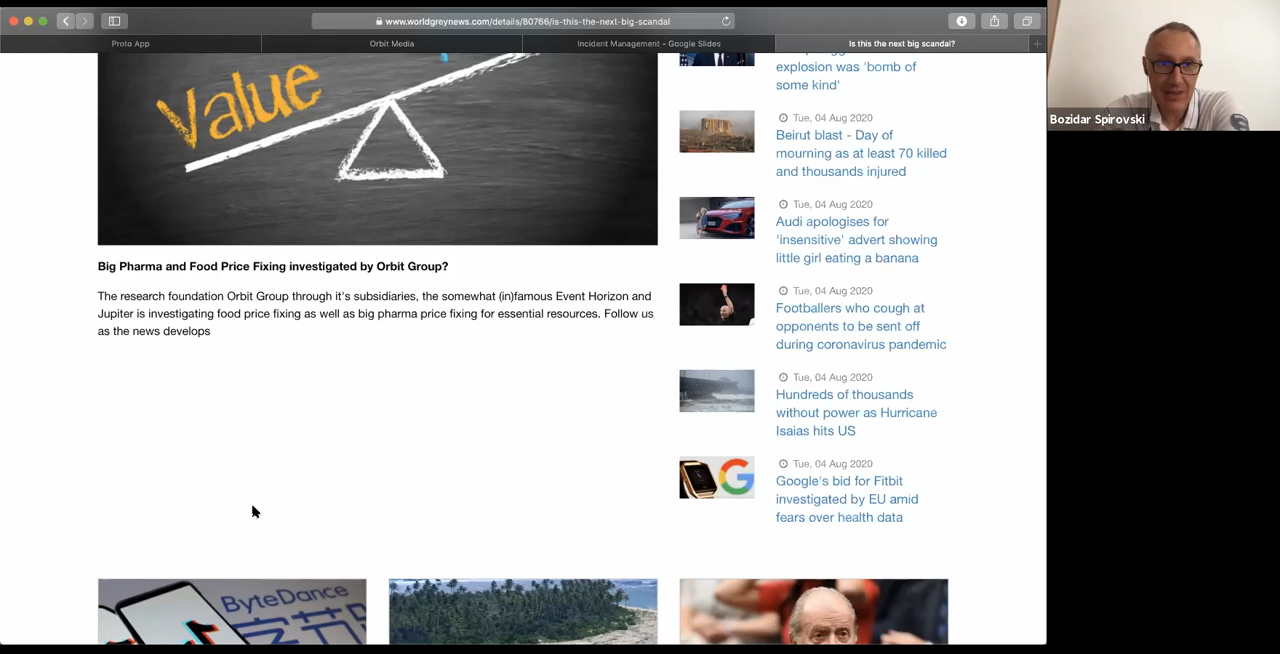 www.worldgreynews.com/details/80766/is-this-the-next-big-scandal
Proto App
Orbit Media
Incident Management - Google Slides
Is this the next big scandal?
Value
Big Pharma and Food Price Fixing investigated by Orbit Group?
The research foundation Orbit Group through it's subsidiaries, the somewhat (in)famous Event Horizon and
Jupiter is investigating food price fixing as well as big pharma price fixing for essential resources. Follow us
as the news develops
explosion was 'bomb of
some kind'
Tue, 04 Aug 2020
Beirut blast - Day of
mourning as at least 70 killed
and thousands injured
Tue, 04 Aug 2020
Audi apologises for
'insensitive' advert showing
little girl eating a banana
Tue, 04 Aug 2020
Footballers who cough at
opponents to be sent off
during coronavirus pandemic
Tue, 04 Aug 2020
Hundreds of thousands
without power as Hurricane
Isaias hits US
Tue, 04 Aug 2020
Google's bid for Fitbit
investigated by EU amid
fears over health data
ByteDance
Bozidar Spirovski